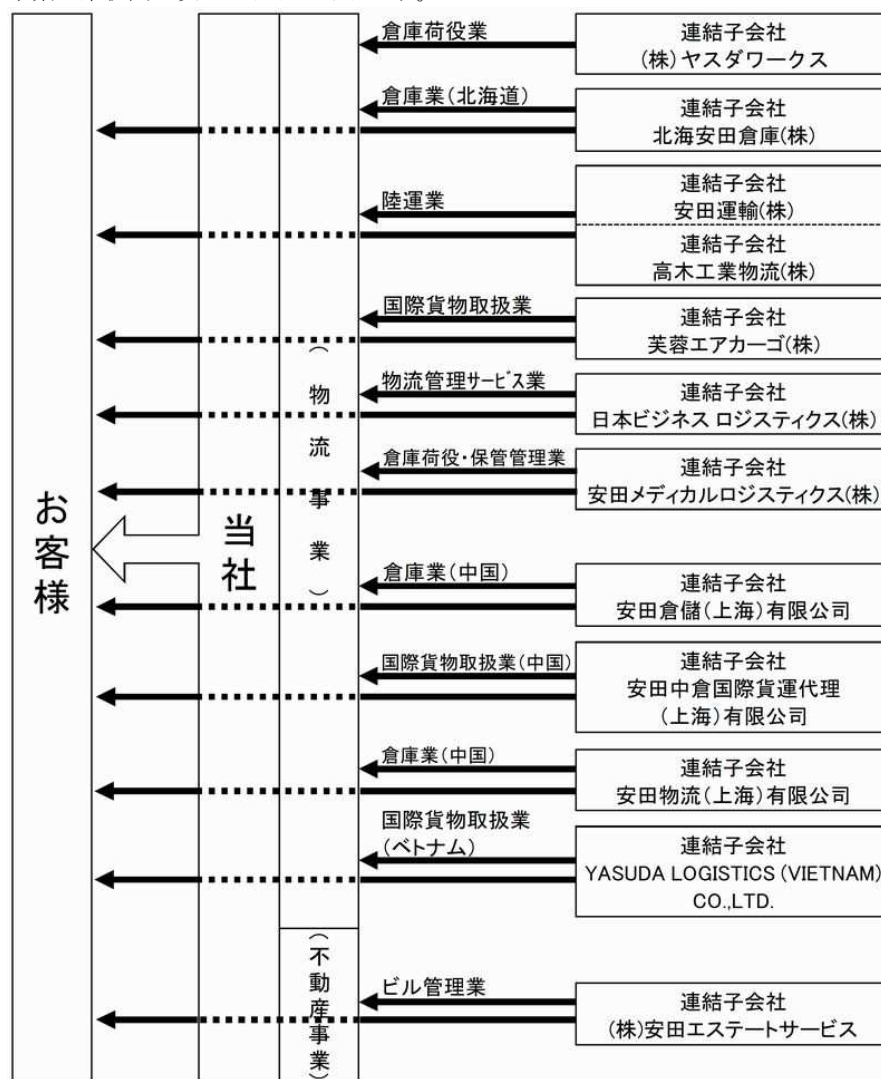 倉庫荷役業
連結子会社
(株)ヤスダワークス
倉庫業(北海道)
連結子会社
北海安田倉庫(株)
陸運業
連結子会社
安田運輸(株)
連結子会社
高木工業物流(株)
国際貨物取扱業
連結子会社
芙蓉エアカーゴ(株)
物流管理サービス業
連結子会社
日本ビジネス ロジスティクス(株)
倉庫荷役・保管管理業
連結子会社
安田メディカルロジスティクス(株)
お客様
当社
(物流事業)
倉庫業(中国)
連結子会社
安田倉儲(上海)有限公司
国際貨物取扱業(中国)
連結子会社
安田中倉国際貨運代理
(上海)有限公司
倉庫業(中国)
連結子会社
安田物流(上海)有限公司
国際貨物取扱業
(ベトナム)
連結子会社
YASUDA LOGISTICS (VIETNAM)
CO.,LTD.
(不動産事業)
ビル管理業
連結子会社
(株)安田エステートサービス